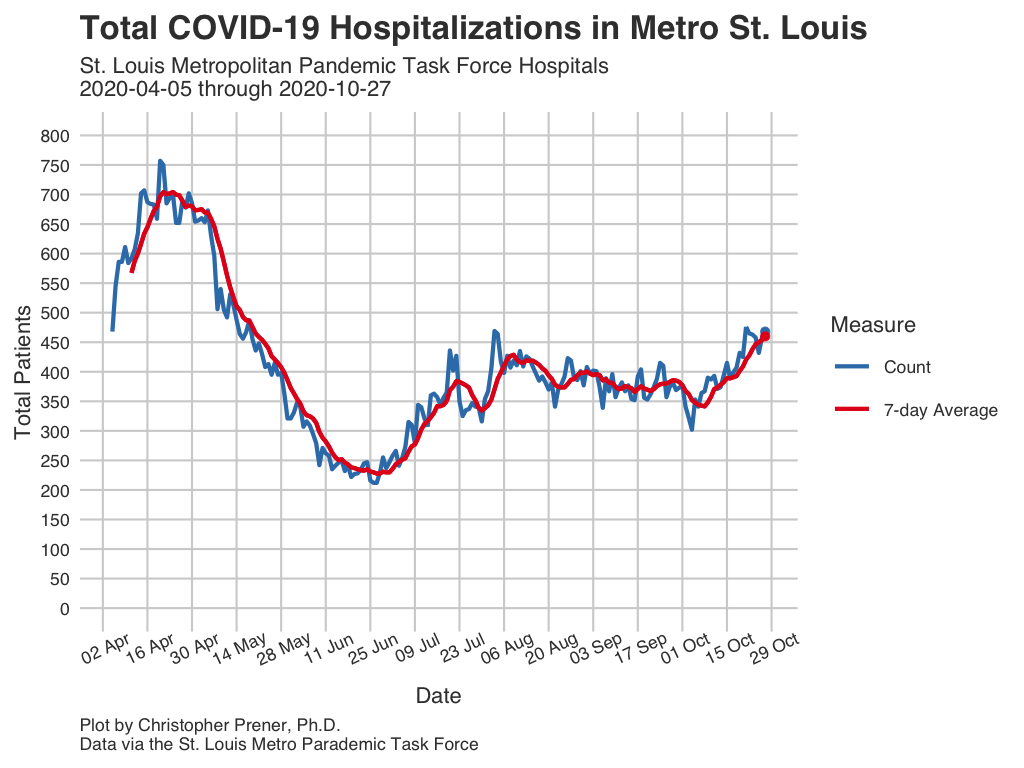 Total COVID-19 Hospitalizations in Metro St. Louis
St. Louis Metropolitan Pandemic Task Force Hospitals
2020-04-05 through 2020-10-27
800
750
700
650
600
550
500
450
400
350
300
250
200
150
100
50
0
Total Patients
02 Apr
16 Apr
30 Apr
14 May
28 May
11 Jun
25 Jun
09 Jul
23 Jul
06 Aug
20 Aug
03 Sep
17 Sep
01 Oct
15 Oct
29 Oct
Date
Measure
Count
7-day Average
Plot by Christopher Prener, Ph.D.
Data via the St. Louis Metro Parademic Task Force